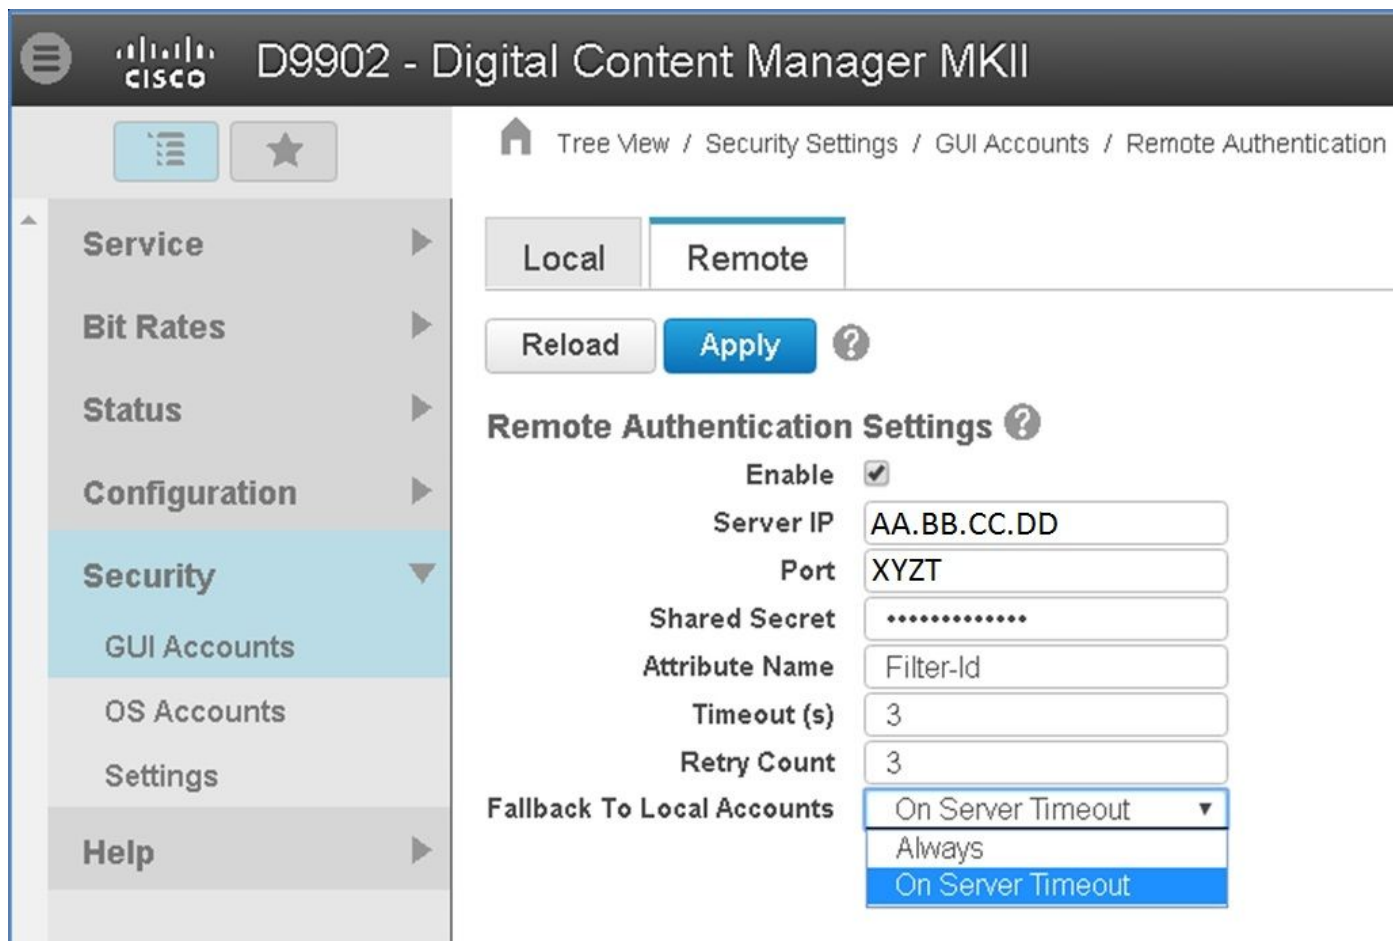 CISCO D9902 - Digital Content Manager MKII
Tree View / Security Settings / GUI Accounts / Remote Authentication
Service
Bit Rates
Status
Configuration
Security
GUI Accounts
OS Accounts
Settings
Help
Local Remote
Reload Apply ?
Remote Authentication Settings ?
Enable
Server IP AA.BB.CC.DD
Port XYZT
Shared Secret •••••••••••••
Attribute Name Filter-Id
Timeout (s) 3
Retry Count 3
Fallback To Local Accounts On Server Timeout
Always
On Server Timeout